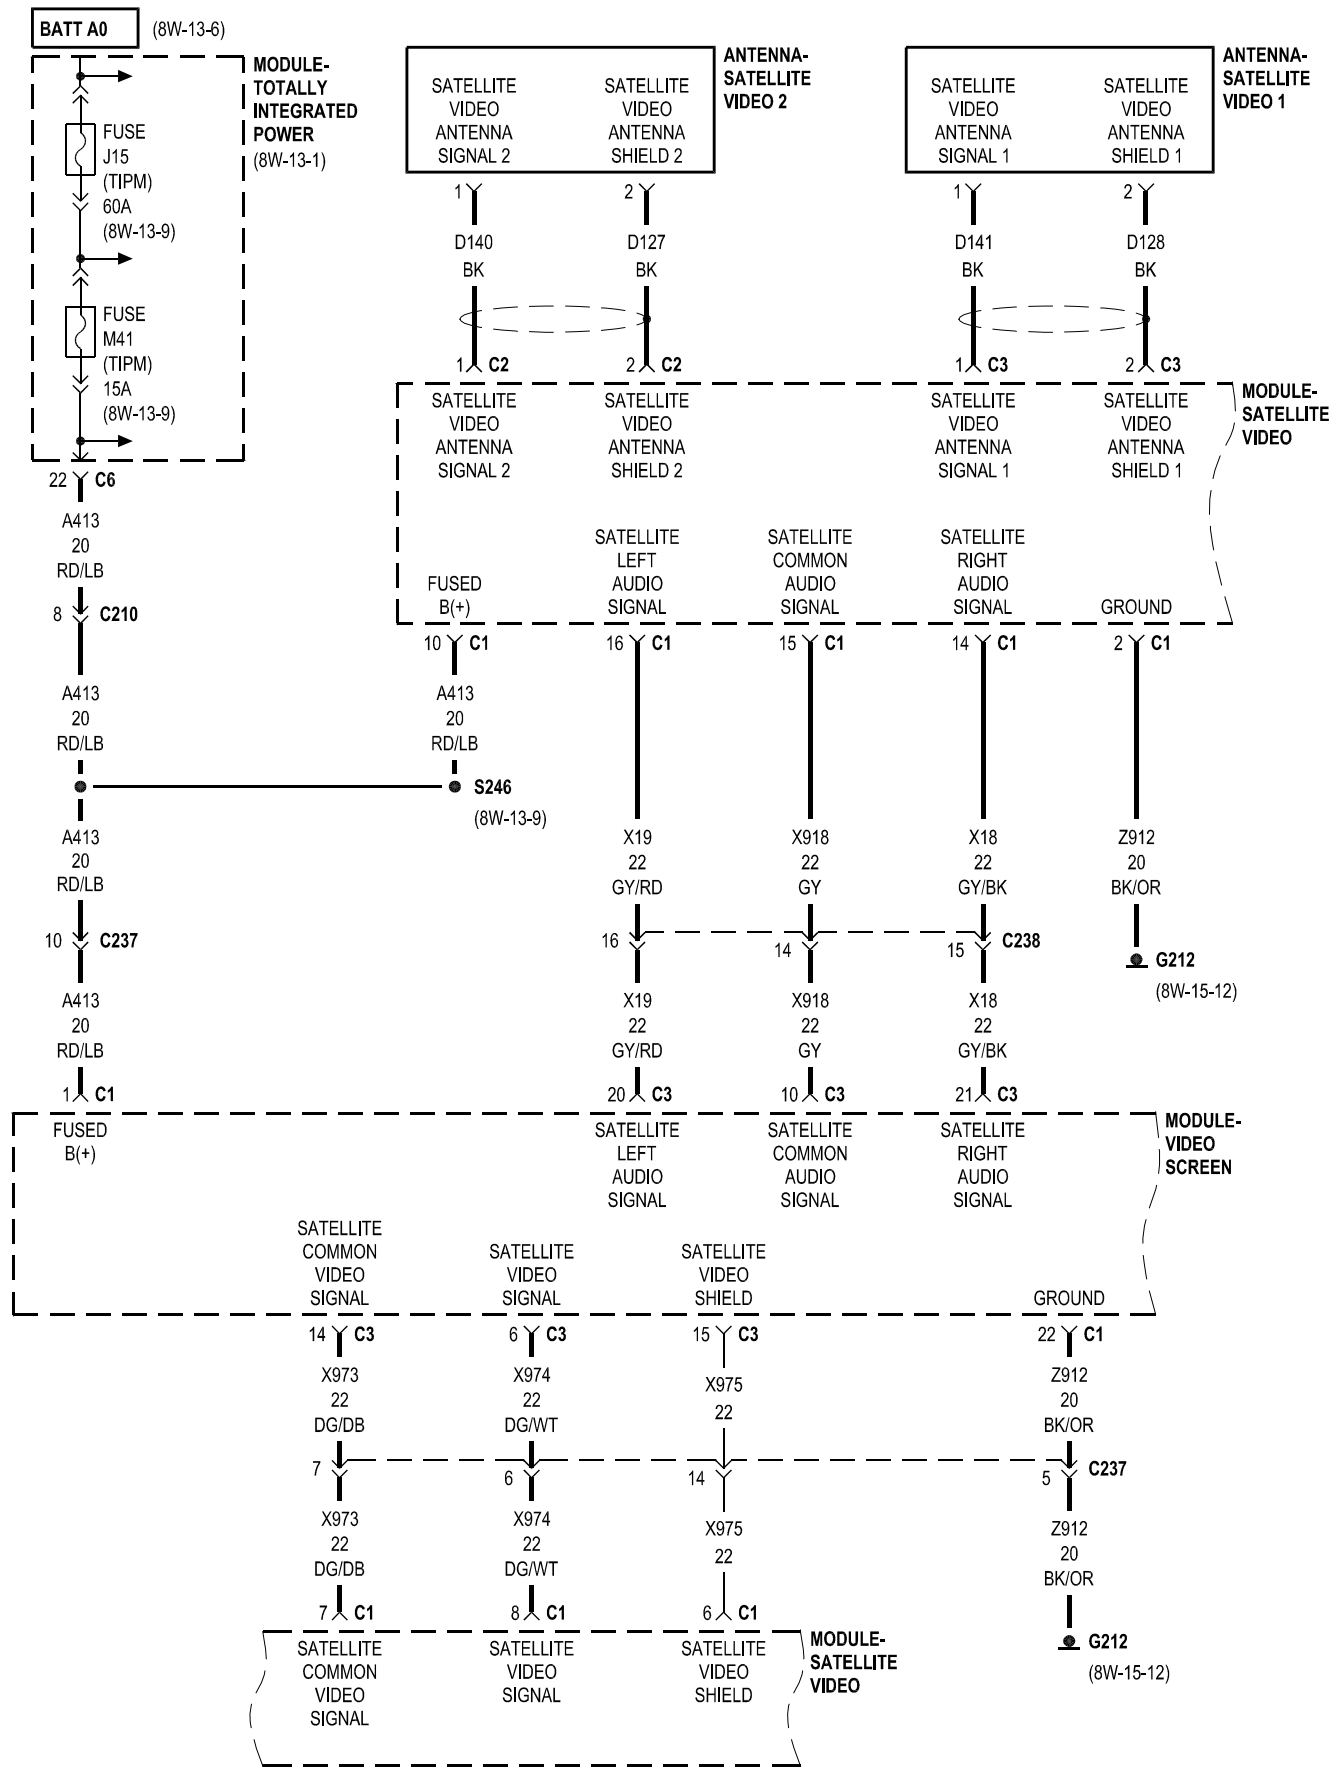 BATT A0
(8W-13-6)
MODULE-
TOTALLY
INTEGRATED
POWER
(8W-13-1)
FUSE
J15
(TIPM)
60A
(8W-13-9)
FUSE
M41
(TIPM)
15A
(8W-13-9)
22 C6
A413
20
RD/LB
8 C210
A413
20
RD/LB
ANTENNA-
SATELLITE
VIDEO 2
SATELLITE
VIDEO
ANTENNA
SIGNAL 2
SATELLITE
VIDEO
ANTENNA
SHIELD 2
1
2
D140
BK
D127
BK
1 C2
2 C2
ANTENNA-
SATELLITE
VIDEO 1
SATELLITE
VIDEO
ANTENNA
SIGNAL 1
SATELLITE
VIDEO
ANTENNA
SHIELD 1
1
2
D141
BK
D128
BK
1 C3
2 C3
MODULE-
SATELLITE
VIDEO
SATELLITE
VIDEO
ANTENNA
SIGNAL 2
SATELLITE
VIDEO
ANTENNA
SHIELD 2
SATELLITE
VIDEO
ANTENNA
SIGNAL 1
SATELLITE
VIDEO
ANTENNA
SHIELD 1
FUSED
B(+)
SATELLITE
LEFT
AUDIO
SIGNAL
SATELLITE
COMMON
AUDIO
SIGNAL
SATELLITE
RIGHT
AUDIO
SIGNAL
GROUND
10 C1
16 C1
15 C1
14 C1
2 C1
A413
20
RD/LB
S246
(8W-13-9)
A413
20
RD/LB
10 C237
A413
20
RD/LB
1 C1
X19
22
GY/RD
X918
22
GY
X18
22
GY/BK
Z912
20
BK/OR
16
14
15
C238
G212
(8W-15-12)
X19
22
GY/RD
X918
22
GY
X18
22
GY/BK
20 C3
10 C3
21 C3
MODULE-
VIDEO
SCREEN
FUSED
B(+)
SATELLITE
LEFT
AUDIO
SIGNAL
SATELLITE
COMMON
AUDIO
SIGNAL
SATELLITE
RIGHT
AUDIO
SIGNAL
SATELLITE
COMMON
VIDEO
SIGNAL
SATELLITE
VIDEO
SIGNAL
SATELLITE
VIDEO
SHIELD
GROUND
14 C3
6 C3
15 C3
22 C1
X973
22
DG/DB
X974
22
DG/WT
X975
22
Z912
20
BK/OR
7
6
14
5
C237
X973
22
DG/DB
X974
22
DG/WT
X975
22
Z912
20
BK/OR
7 C1
8 C1
6 C1
G212
(8W-15-12)
MODULE-
SATELLITE
VIDEO
SATELLITE
COMMON
VIDEO
SIGNAL
SATELLITE
VIDEO
SIGNAL
SATELLITE
VIDEO
SHIELD